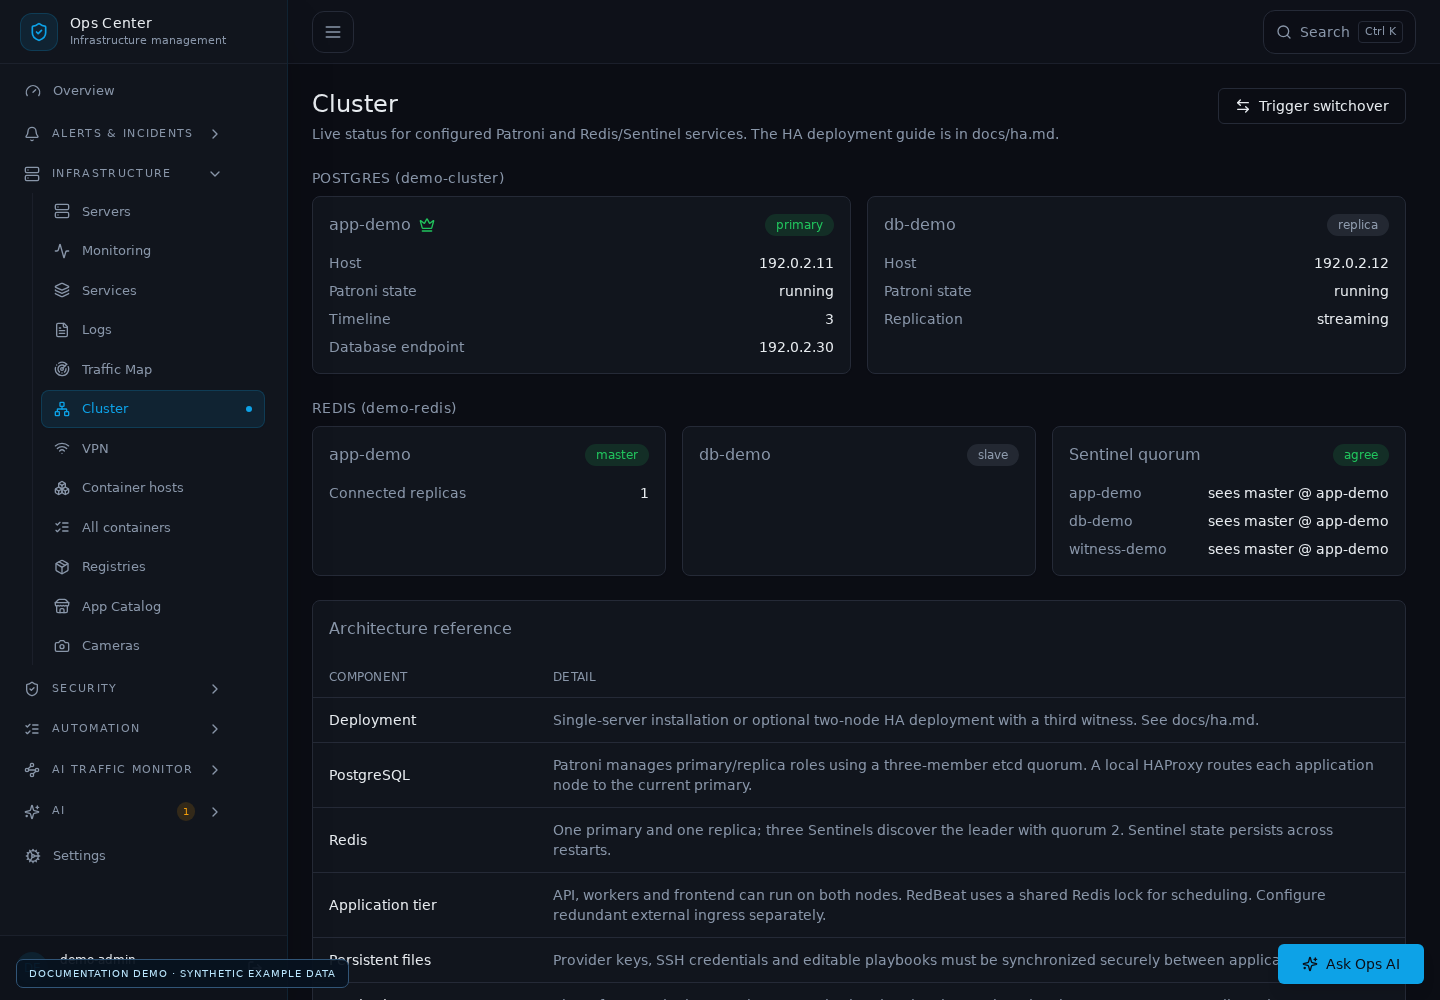 Ops Center
Infrastructure management
Search Ctrl K
Overview
ALERTS & INCIDENTS
INFRASTRUCTURE
Servers
Monitoring
Services
Logs
Traffic Map
Cluster
VPN
Container hosts
All containers
Registries
App Catalog
Cameras
SECURITY
AUTOMATION
AI TRAFFIC MONITOR
AI 1
Settings
demo admin
DOCUMENTATION DEMO · SYNTHETIC EXAMPLE DATA
Cluster
Trigger switchover
Live status for configured Patroni and Redis/Sentinel services. The HA deployment guide is in docs/ha.md.
POSTGRES (demo-cluster)
app-demo primary
Host 192.0.2.11
Patroni state running
Timeline 3
Database endpoint 192.0.2.30
db-demo replica
Host 192.0.2.12
Patroni state running
Replication streaming
REDIS (demo-redis)
app-demo master
Connected replicas 1
db-demo slave
Sentinel quorum agree
app-demo sees master @ app-demo
db-demo sees master @ app-demo
witness-demo sees master @ app-demo
Architecture reference
COMPONENT DETAIL
Deployment Single-server installation or optional two-node HA deployment with a third witness. See docs/ha.md.
PostgreSQL Patroni manages primary/replica roles using a three-member etcd quorum. A local HAProxy routes each application
node to the current primary.
Redis One primary and one replica; three Sentinels discover the leader with quorum 2. Sentinel state persists across
restarts.
Application tier API, workers and frontend can run on both nodes. RedBeat uses a shared Redis lock for scheduling. Configure
redundant external ingress separately.
Persistent files Provider keys, SSH credentials and editable playbooks must be synchronized securely between
Ask Ops AI